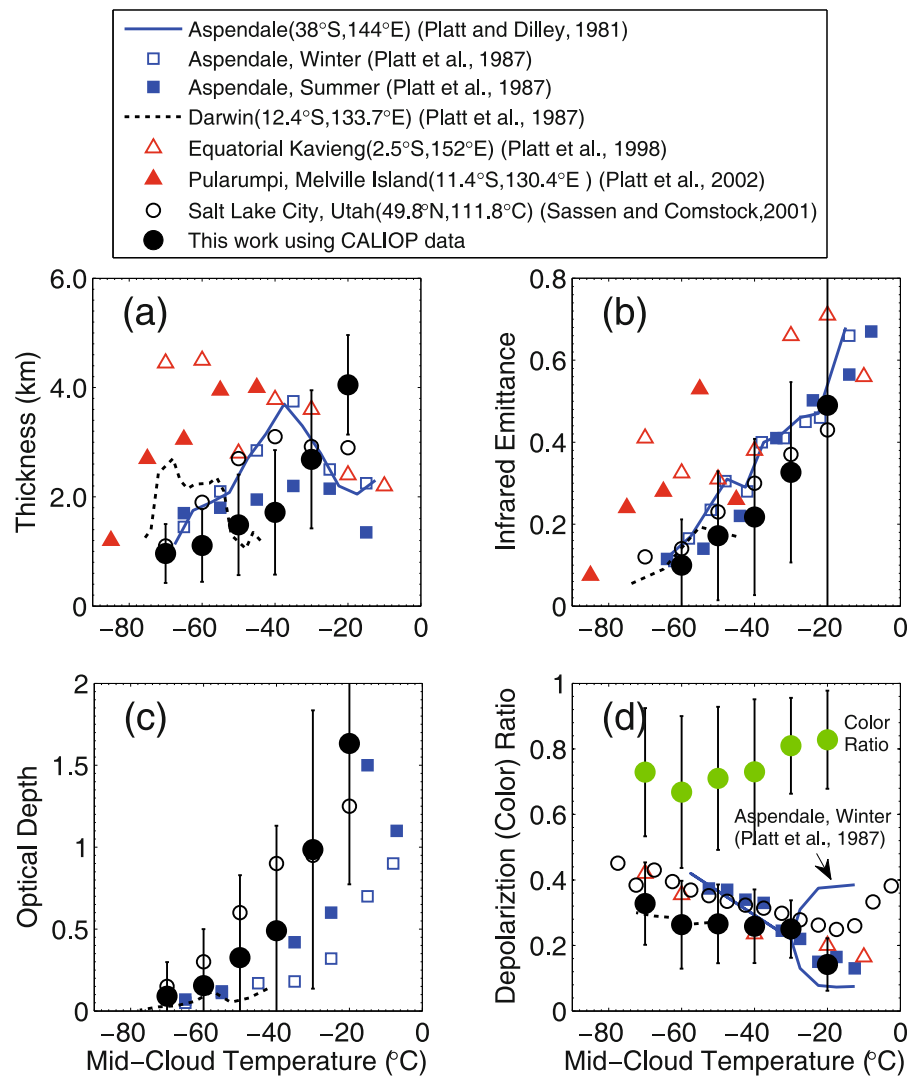 Aspendale(38°S,144°E) (Platt and Dilley, 1981)
Aspendale, Winter (Platt et al., 1987)
Aspendale, Summer (Platt et al., 1987)
Darwin(12.4°S,133.7°E) (Platt et al., 1987)
Equatorial Kavieng(2.5°S,152°E) (Platt et al., 1998)
Pularumpi, Melville Island(11.4°S,130.4°E ) (Platt et al., 2002)
Salt Lake City, Utah(49.8°N,111.8°C) (Sassen and Comstock,2001)
This work using CALIOP data
(a)
Thickness (km)
6.0
4.0
2.0
0
−80 −60 −40 −20 0
(b)
Infrared Emittance
0.8
0.6
0.4
0.2
0
−80 −60 −40 −20 0
(c)
Optical Depth
2
1.5
1
0.5
0
−80 −60 −40 −20 0
Mid−Cloud Temperature (°C)
(d)
Depolariztion (Color) Ratio
1
0.8
0.6
0.4
0.2
0
Color
Ratio
Aspendale, Winter
(Platt et al., 1987)
−80 −60 −40 −20 0
Mid−Cloud Temperature (°C)